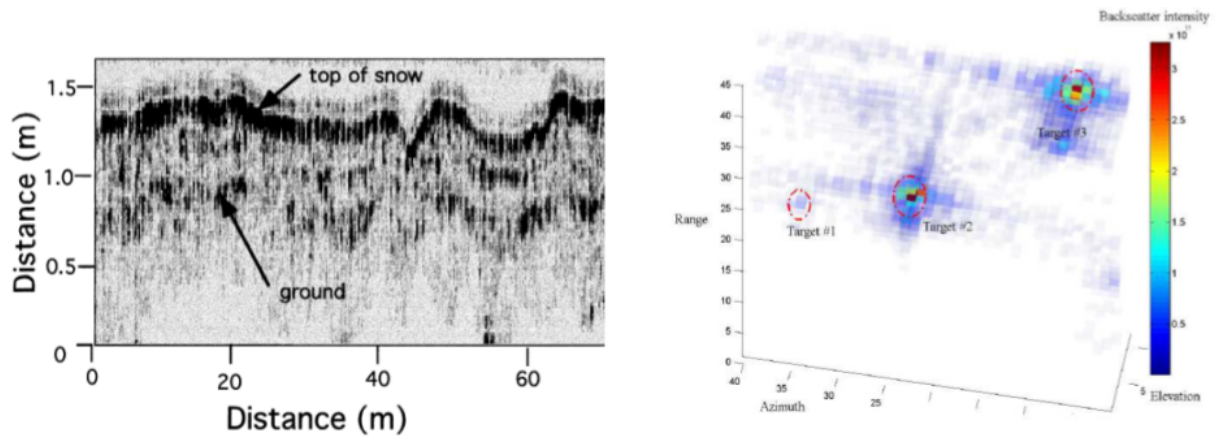 1.5
1.0
0.5
0
Distance (m)
top of snow
ground
0
20
40
60
Distance (m)
Backscatter intensity
3
2.5
2
1.5
1
0.5
45
40
35
30
25
20
15
10
5
0
Range
Target #1
Target #2
Target #3
40
35
30
25
Azimuth
5
Elevation